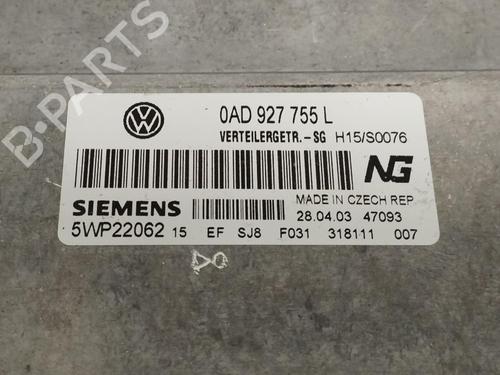 0AD 927 755 L
VERTEILERGETR.-SG H15/S0076
NG
SIEMENS
MADE IN CZECH REP.
28.04.03 47093
5WP22062 15 EF SJ8 F031 318111 007
B PARTS